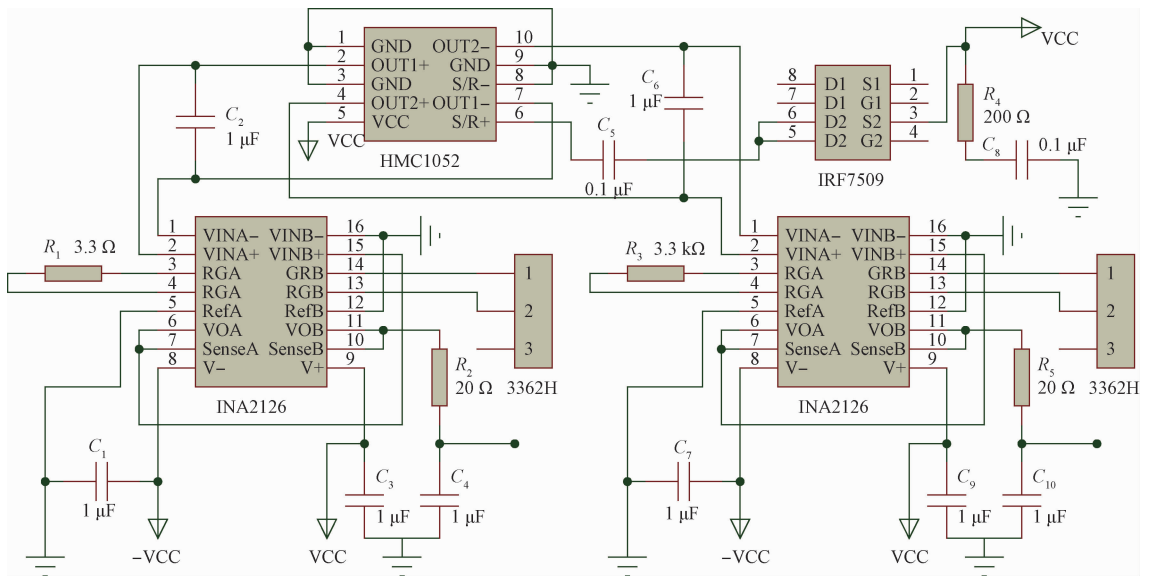 1 GND OUT2− 10
2 OUT1+ GND 9
3 GND S/R− 8
4 OUT2+ OUT1− 7
5 VCC S/R+ 6
VCC
HMC1052
C2
1 μF
C6
1 μF
C5
0.1 μF
8 D1 S1 1
7 D1 G1 2
6 D2 S2 3
5 D2 G2 4
IRF7509
VCC
R4
200 Ω
C8
0.1 μF
R1 3.3 Ω
1 VINA− VINB− 16
2 VINA+ VINB+ 15
3 RGA GRB 14
4 RGA RGB 13
5 RefA RefB 12
6 VOA VOB 11
7 SenseA SenseB 10
8 V− V+ 9
INA2126
1
2
3
3362H
R2
20 Ω
C1
1 μF
−VCC
VCC
C3
1 μF
C4
1 μF
R3 3.3 kΩ
1 VINA− VINB− 16
2 VINA+ VINB+ 15
3 RGA GRB 14
4 RGA RGB 13
5 RefA RefB 12
6 VOA VOB 11
7 SenseA SenseB 10
8 V− V+ 9
INA2126
1
2
3
3362H
R5
20 Ω
C7
1 μF
−VCC
VCC
C9
1 μF
C10
1 μF